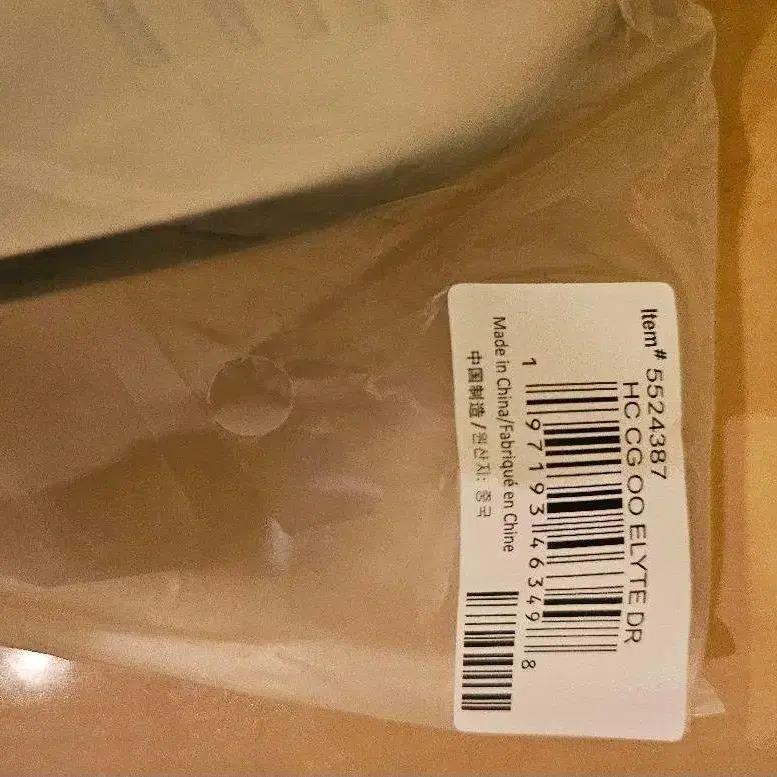 Item# 5524387
HC CG OO ELYTE DR
1 97193 46349 8
Made in China/Fabriqué en Chine
中国制造 / 원산지: 중국